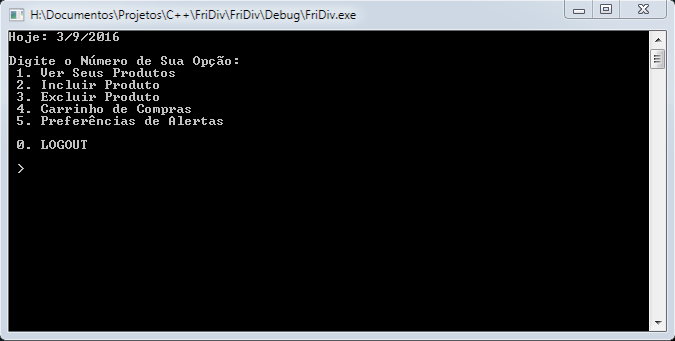 H:\Documentos\Projetos\C++\FriDiv\FriDiv\Debug\FriDiv.exe
Hoje: 3/9/2016
Digite o Número de Sua Opção:
1. Ver Seus Produtos
2. Incluir Produto
3. Excluir Produto
4. Carrinho de Compras
5. Preferências de Alertas
0. LOGOUT
>